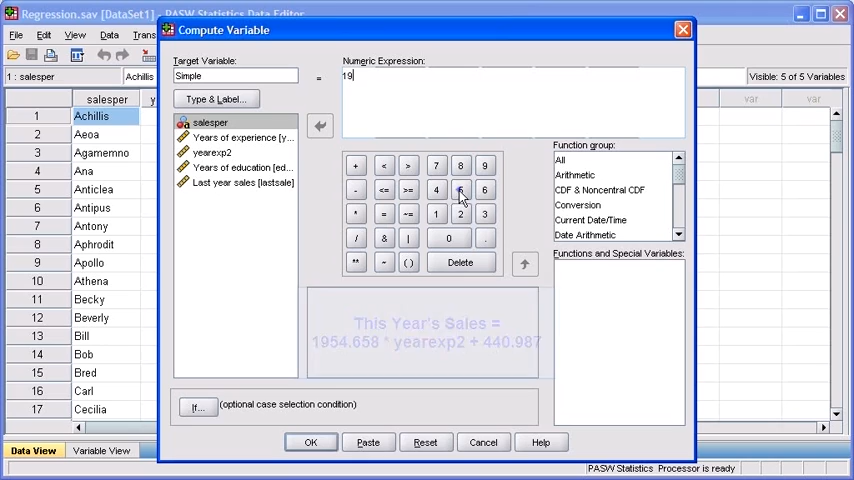 Regression.sav [DataSet1] - PASW Statistics Data Editor
File Edit View Data Trans
1 : salesper Achillis Visible: 5 of 5 Variables
salesper y var var
1 Achillis
2 Aeoa
3 Agamemno
4 Ana
5 Anticlea
6 Antipus
7 Antony
8 Aphrodit
9 Apollo
10 Athena
11 Becky
12 Beverly
13 Bill
14 Bob
15 Bred
16 Carl
17 Cecilia
Data View Variable View
PASW Statistics Processor is ready
Compute Variable
Target Variable:
Simple
=
Numeric Expression:
19
Type & Label...
salesper
Years of experience [y...
yearexp2
Years of education [ed...
Last year sales [lastsale]
+ < > 7 8 9
- <= >= 4 5 6
* = ~= 1 2 3
/ & | 0 .
** ~ ( ) Delete
Function group:
All
Arithmetic
CDF & Noncentral CDF
Conversion
Current Date/Time
Date Arithmetic
Functions and Special Variables:
This Year's Sales =
1954.658 * yearexp2 + 440.987
If... (optional case selection condition)
OK Paste Reset Cancel Help